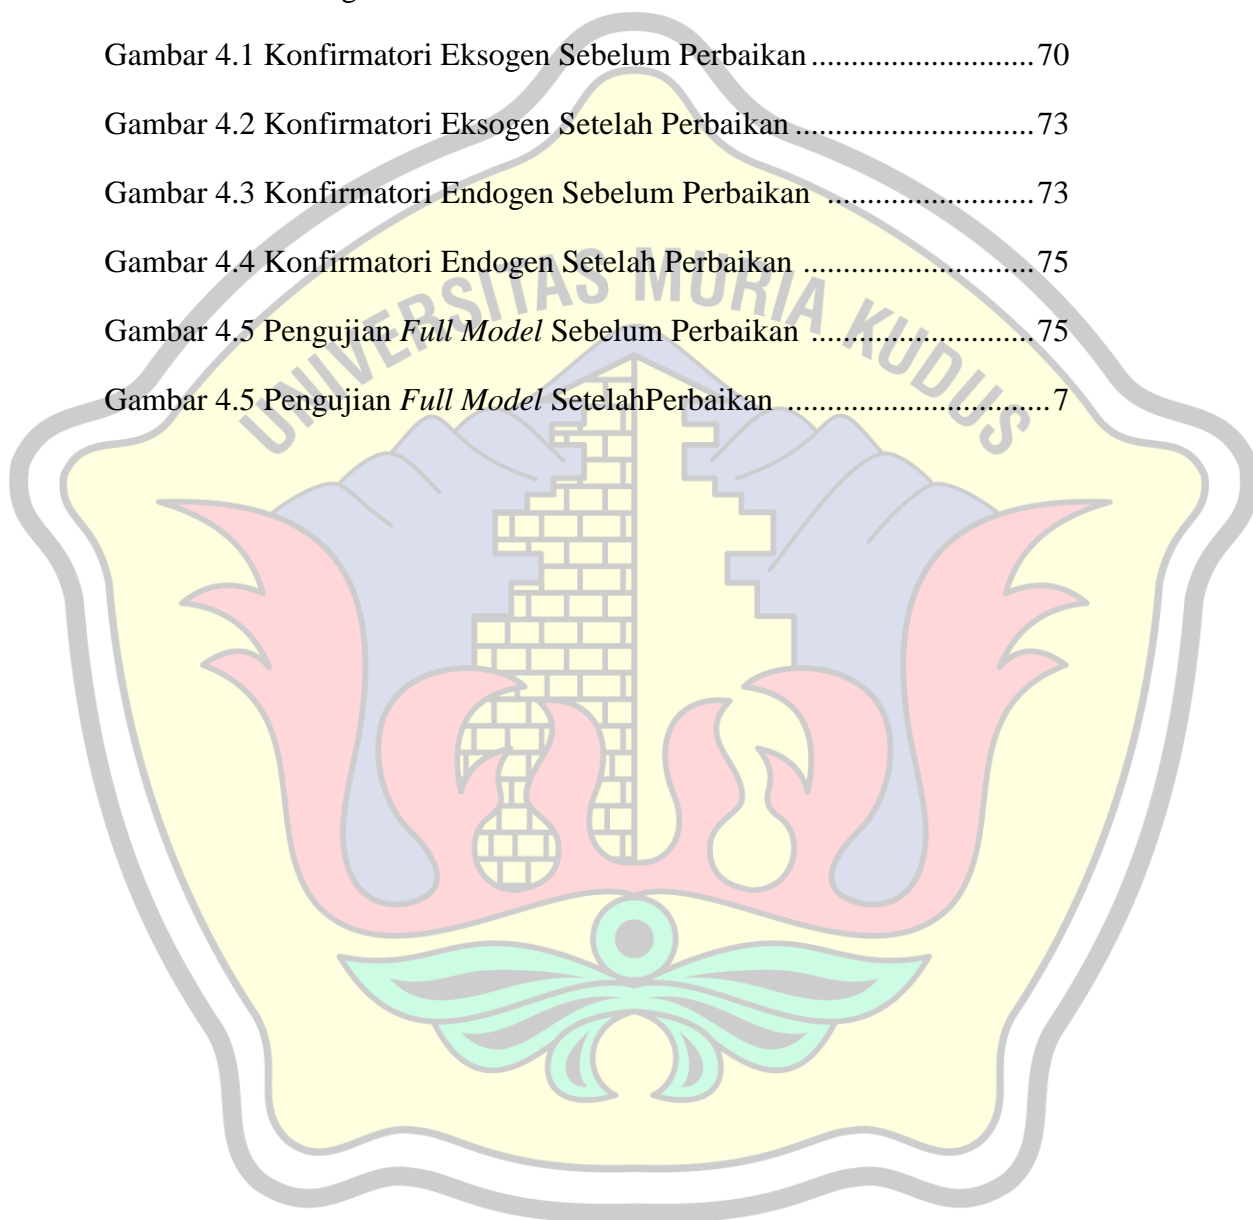 Gambar 4.1 Konfirmatori Eksogen Sebelum Perbaikan ............................ 70
Gambar 4.2 Konfirmatori Eksogen Setelah Perbaikan .............................. 73
Gambar 4.3 Konfirmatori Endogen Sebelum Perbaikan .......................... 73
Gambar 4.4 Konfirmatori Endogen Setelah Perbaikan ............................. 75
Gambar 4.5 Pengujian Full Model Sebelum Perbaikan ............................ 75
Gambar 4.5 Pengujian Full Model SetelahPerbaikan ................................. 7
UNIVERSITAS MURIA KUDUS